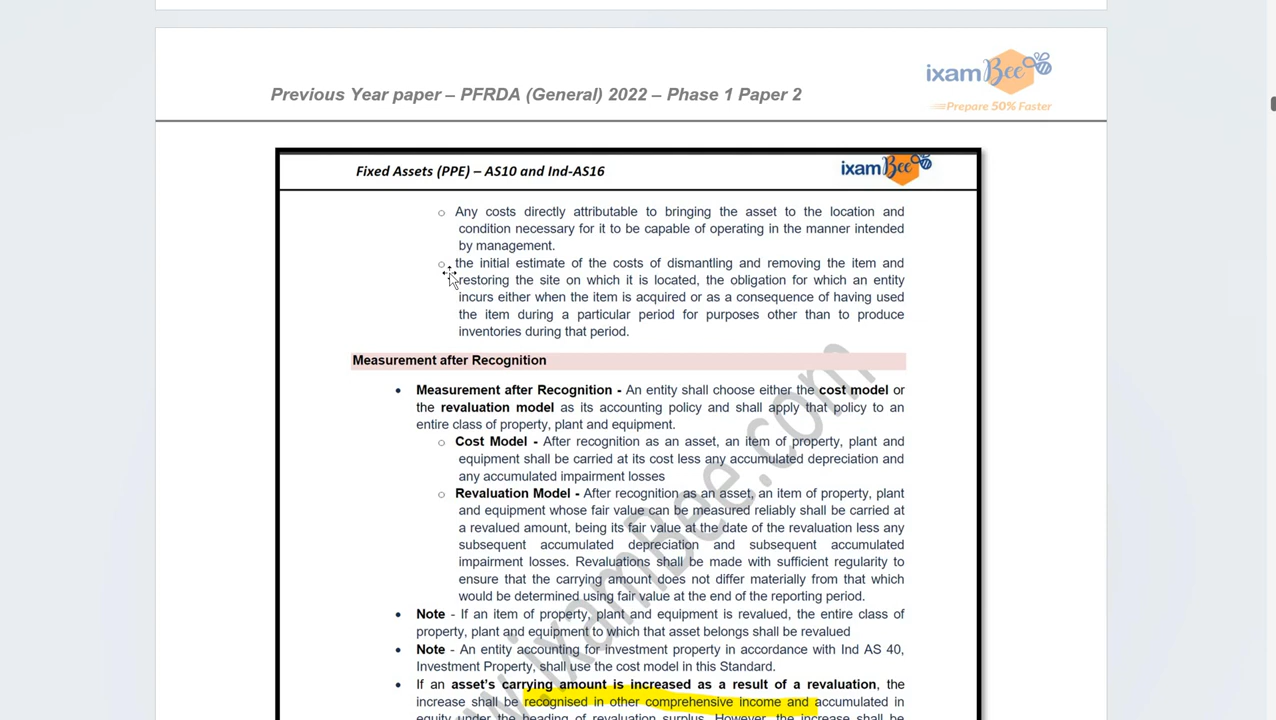 Previous Year paper – PFRDA (General) 2022 – Phase 1 Paper 2
ixamBee
Prepare 50% Faster
Fixed Assets (PPE) – AS10 and Ind-AS16
ixamBee
○ Any costs directly attributable to bringing the asset to the location and
condition necessary for it to be capable of operating in the manner intended
by management.
○ the initial estimate of the costs of dismantling and removing the item and
restoring the site on which it is located, the obligation for which an entity
incurs either when the item is acquired or as a consequence of having used
the item during a particular period for purposes other than to produce
inventories during that period.
Measurement after Recognition
• Measurement after Recognition - An entity shall choose either the cost model or
the revaluation model as its accounting policy and shall apply that policy to an
entire class of property, plant and equipment.
○ Cost Model - After recognition as an asset, an item of property, plant and
equipment shall be carried at its cost less any accumulated depreciation and
any accumulated impairment losses
○ Revaluation Model - After recognition as an asset, an item of property, plant
and equipment whose fair value can be measured reliably shall be carried at
a revalued amount, being its fair value at the date of the revaluation less any
subsequent accumulated depreciation and subsequent accumulated
impairment losses. Revaluations shall be made with sufficient regularity to
ensure that the carrying amount does not differ materially from that which
would be determined using fair value at the end of the reporting period.
• Note - If an item of property, plant and equipment is revalued, the entire class of
property, plant and equipment to which that asset belongs shall be revalued
• Note - An entity accounting for investment property in accordance with Ind AS 40,
Investment Property, shall use the cost model in this Standard.
• If an asset's carrying amount is increased as a result of a revaluation, the
increase shall be recognised in other comprehensive income and accumulated in
equity under the heading of revaluation surplus. However, the increase shall be
www.ixamBee.com